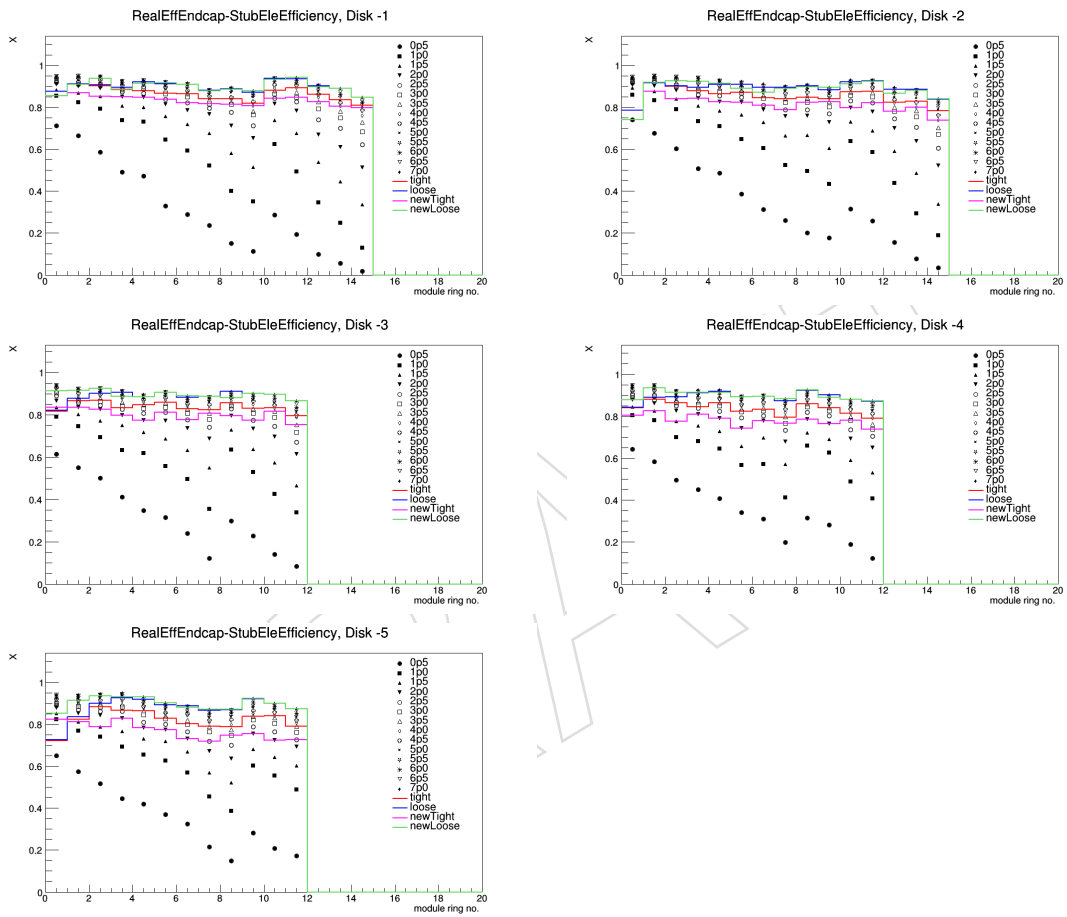 RealEffEndcap-StubEleEfficiency, Disk -1
X
0p5
1p0
1p5
2p0
2p5
3p0
3p5
4p0
4p5
5p0
5p5
6p0
6p5
7p0
tight
loose
newTight
newLoose
1
0.8
0.6
0.4
0.2
0
0 2 4 6 8 10 12 14 16 18 20
module ring no.
RealEffEndcap-StubEleEfficiency, Disk -2
X
0p5
1p0
1p5
2p0
2p5
3p0
3p5
4p0
4p5
5p0
5p5
6p0
6p5
7p0
tight
loose
newTight
newLoose
1
0.8
0.6
0.4
0.2
0
0 2 4 6 8 10 12 14 16 18 20
module ring no.
RealEffEndcap-StubEleEfficiency, Disk -3
X
0p5
1p0
1p5
2p0
2p5
3p0
3p5
4p0
4p5
5p0
5p5
6p0
6p5
7p0
tight
loose
newTight
newLoose
1
0.8
0.6
0.4
0.2
0
0 2 4 6 8 10 12 14 16 18 20
module ring no.
RealEffEndcap-StubEleEfficiency, Disk -4
X
0p5
1p0
1p5
2p0
2p5
3p0
3p5
4p0
4p5
5p0
5p5
6p0
6p5
7p0
tight
loose
newTight
newLoose
1
0.8
0.6
0.4
0.2
0
0 2 4 6 8 10 12 14 16 18 20
module ring no.
RealEffEndcap-StubEleEfficiency, Disk -5
X
0p5
1p0
1p5
2p0
2p5
3p0
3p5
4p0
4p5
5p0
5p5
6p0
6p5
7p0
tight
loose
newTight
newLoose
1
0.8
0.6
0.4
0.2
0
0 2 4 6 8 10 12 14 16 18 20
module ring no.